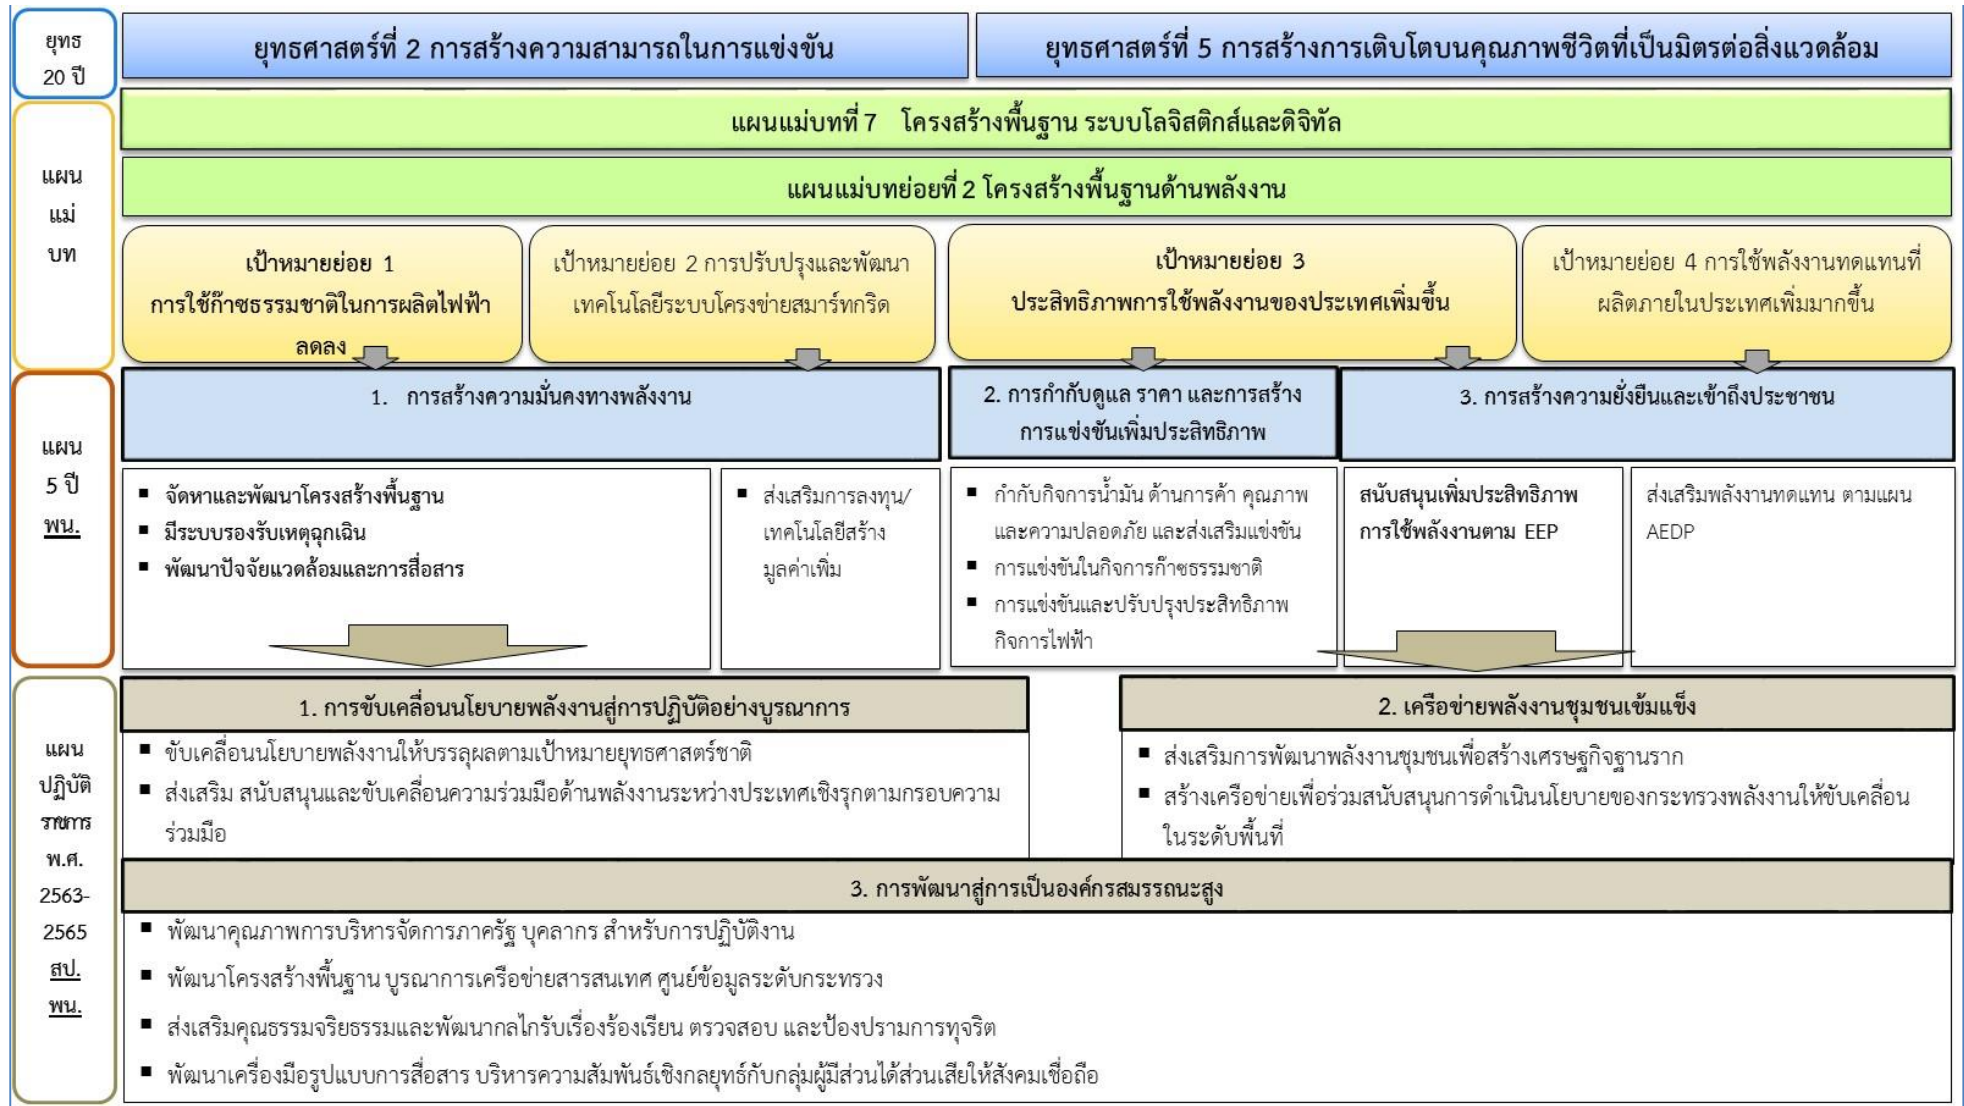 ยุทธ
20 ปี
ยุทธศาสตร์ที่ 2 การสร้างความสามารถในการแข่งขัน
ยุทธศาสตร์ที่ 5 การสร้างการเติบโตบนคุณภาพชีวิตที่เป็นมิตรต่อสิ่งแวดล้อม
แผน
แม่
บท
แผนแม่บทที่ 7 โครงสร้างพื้นฐาน ระบบโลจิสติกส์และดิจิทัล
แผนแม่บทย่อยที่ 2 โครงสร้างพื้นฐานด้านพลังงาน
เป้าหมายย่อย 1
การใช้ก๊าซธรรมชาติในการผลิตไฟฟ้า
ลดลง
เป้าหมายย่อย 2 การปรับปรุงและพัฒนา
เทคโนโลยีระบบโครงข่ายสมาร์ทกริด
เป้าหมายย่อย 3
ประสิทธิภาพการใช้พลังงานของประเทศเพิ่มขึ้น
เป้าหมายย่อย 4 การใช้พลังงานทดแทนที่
ผลิตภายในประเทศเพิ่มมากขึ้น
แผน
5 ปี
พน.
1. การสร้างความมั่นคงทางพลังงาน
2. การกำกับดูแล ราคา และการสร้าง
การแข่งขันเพิ่มประสิทธิภาพ
3. การสร้างความยั่งยืนและเข้าถึงประชาชน
▪ จัดหาและพัฒนาโครงสร้างพื้นฐาน
▪ มีระบบรองรับเหตุฉุกเฉิน
▪ พัฒนาปัจจัยแวดล้อมและการสื่อสาร
▪ ส่งเสริมการลงทุน/
เทคโนโลยีสร้าง
มูลค่าเพิ่ม
▪ กำกับกิจการน้ำมัน ด้านการค้า คุณภาพ
และความปลอดภัย และส่งเสริมแข่งขัน
▪ การแข่งขันในกิจการก๊าซธรรมชาติ
▪ การแข่งขันและปรับปรุงประสิทธิภาพ
กิจการไฟฟ้า
สนับสนุนเพิ่มประสิทธิภาพ
การใช้พลังงานตาม EEP
ส่งเสริมพลังงานทดแทน ตามแผน
AEDP
แผน
ปฏิบัติ
ราชการ
พ.ศ.
2563-
2565
สป.
พน.
1. การขับเคลื่อนนโยบายพลังงานสู่การปฏิบัติอย่างบูรณาการ
▪ ขับเคลื่อนนโยบายพลังงานให้บรรลุผลตามเป้าหมายยุทธศาสตร์ชาติ
▪ ส่งเสริม สนับสนุนและขับเคลื่อนความร่วมมือด้านพลังงานระหว่างประเทศเชิงรุกตามกรอบความ
ร่วมมือ
2. เครือข่ายพลังงานชุมชนเข้มแข็ง
▪ ส่งเสริมการพัฒนาพลังงานชุมชนเพื่อสร้างเศรษฐกิจฐานราก
▪ สร้างเครือข่ายเพื่อร่วมสนับสนุนการดำเนินนโยบายของกระทรวงพลังงานให้ขับเคลื่อน
ในระดับพื้นที่
3. การพัฒนาสู่การเป็นองค์กรสมรรถนะสูง
▪ พัฒนาคุณภาพการบริหารจัดการภาครัฐ บุคลากร สำหรับการปฏิบัติงาน
▪ พัฒนาโครงสร้างพื้นฐาน บูรณาการเครือข่ายสารสนเทศ ศูนย์ข้อมูลระดับกระทรวง
▪ ส่งเสริมคุณธรรมจริยธรรมและพัฒนากลไกรับเรื่องร้องเรียน ตรวจสอบ และป้องปรามการทุจริต
▪ พัฒนาเครื่องมือรูปแบบการสื่อสาร บริหารความสัมพันธ์เชิงกลยุทธ์กับกลุ่มผู้มีส่วนได้ส่วนเสียให้สังคมเชื่อถือ